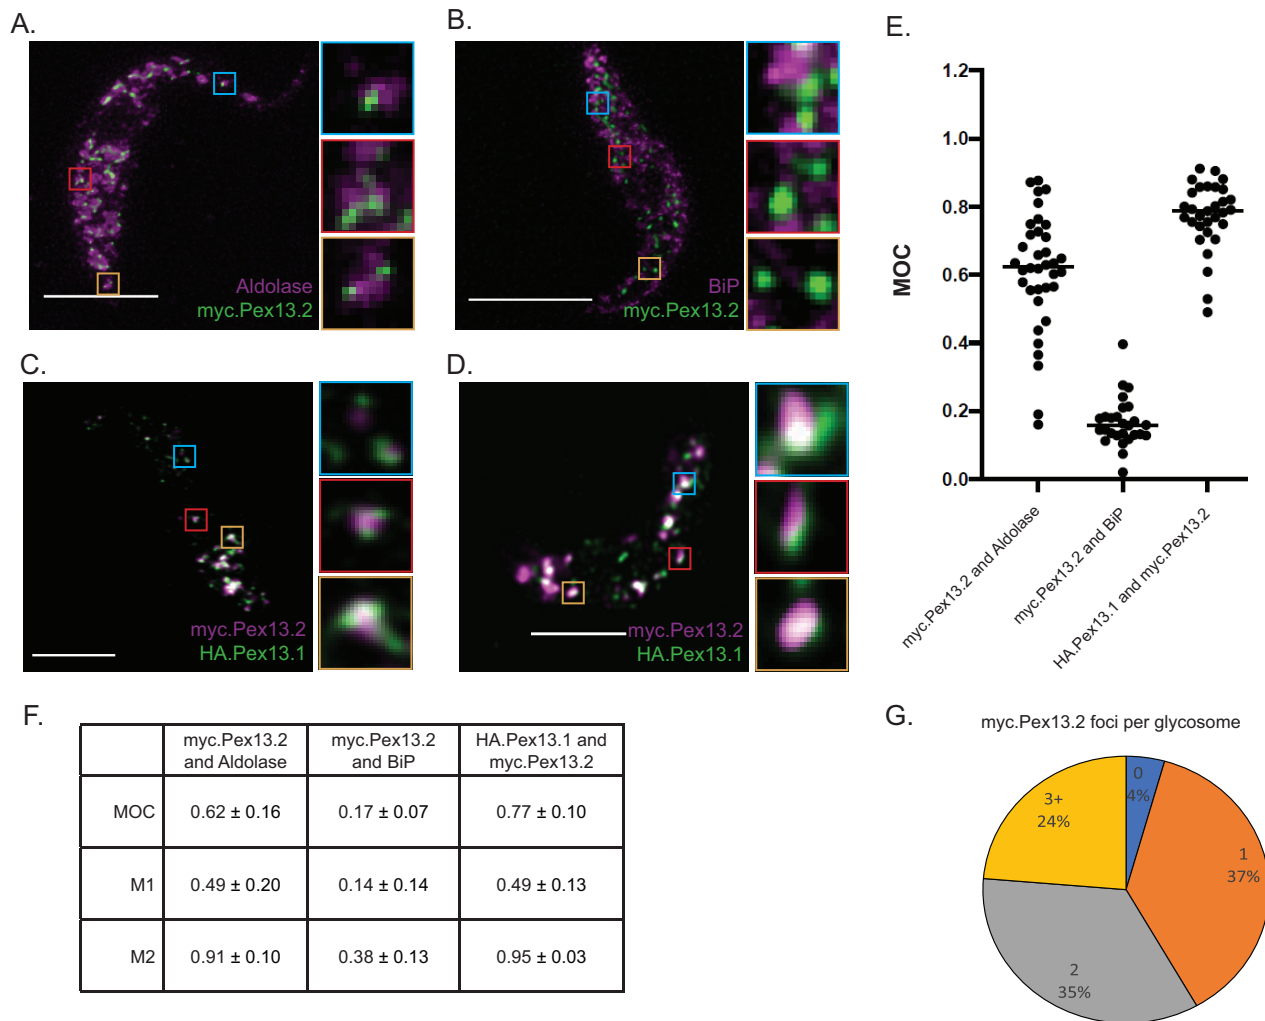 A.
Aldolase
myc.Pex13.2
B.
BiP
myc.Pex13.2
C.
myc.Pex13.2
HA.Pex13.1
D.
myc.Pex13.2
HA.Pex13.1
E.
MOC
1.2
1.0
0.8
0.6
0.4
0.2
0.0
myc.Pex13.2 and Aldolase
myc.Pex13.2 and BiP
HA.Pex13.1 and myc.Pex13.2
F.
myc.Pex13.2 and Aldolase
myc.Pex13.2 and BiP
HA.Pex13.1 and myc.Pex13.2
MOC 0.62 ± 0.16 0.17 ± 0.07 0.77 ± 0.10
M1 0.49 ± 0.20 0.14 ± 0.14 0.49 ± 0.13
M2 0.91 ± 0.10 0.38 ± 0.13 0.95 ± 0.03
G.
myc.Pex13.2 foci per glycosome
0
4%
1
37%
2
35%
3+
24%